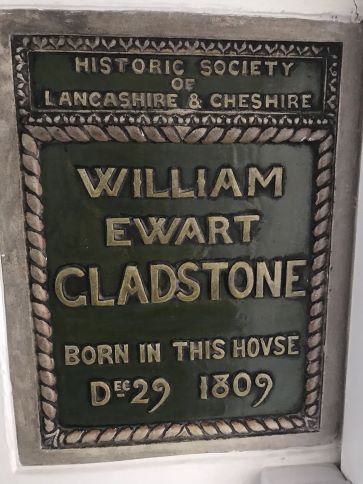 HISTORIC SOCIETY
OF
LANCASHIRE & CHESHIRE
WILLIAM
EWART
GLADSTONE
BORN IN THIS HOVSE
DEC 29 1809